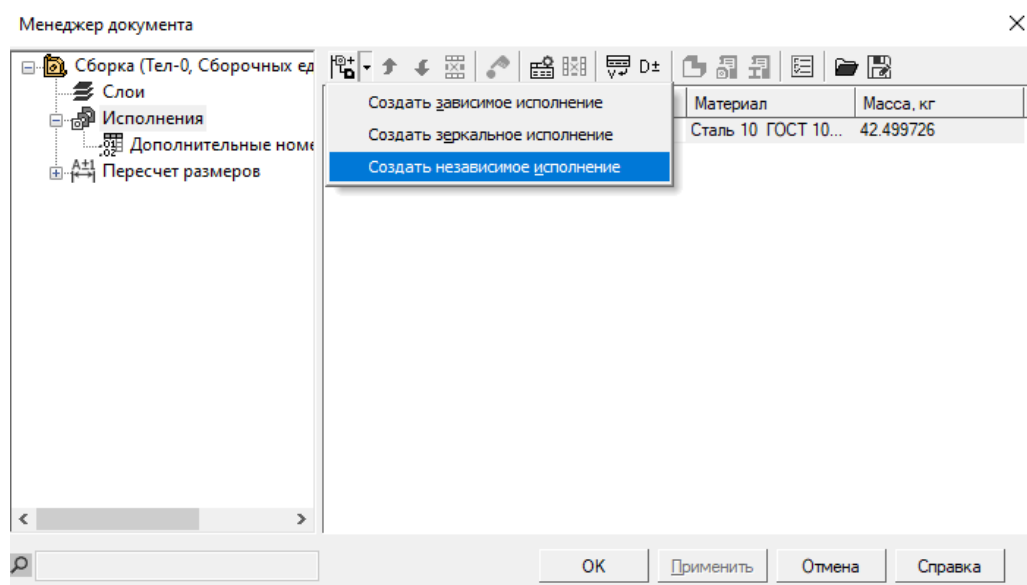 Менеджер документа
Сборка (Тел-0, Сборочных ед
Слои
Исполнения
Дополнительные номе
Пересчет размеров
D±
Создать зависимое исполнение
Создать зеркальное исполнение
Создать независимое исполнение
Материал Масса, кг
Сталь 10 ГОСТ 10... 42.499726
ОК Применить Отмена Справка